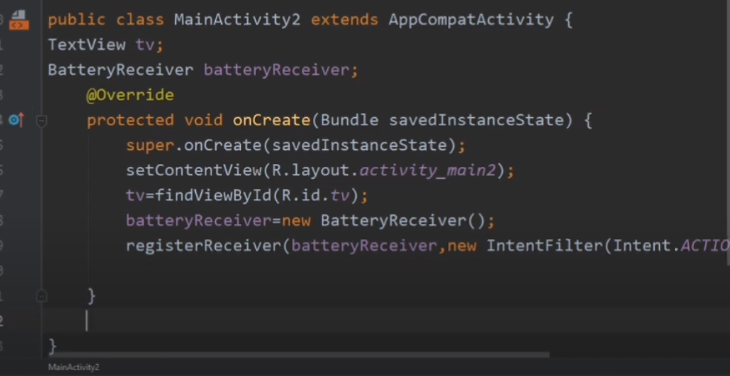 public class MainActivity2 extends AppCompatActivity {
TextView tv;
BatteryReceiver batteryReceiver;
@Override
protected void onCreate(Bundle savedInstanceState) {
super.onCreate(savedInstanceState);
setContentView(R.layout.activity_main2);
tv=findViewById(R.id.tv);
batteryReceiver=new BatteryReceiver();
registerReceiver(batteryReceiver,new IntentFilter(Intent.ACTIO
}
}
MainActivity2